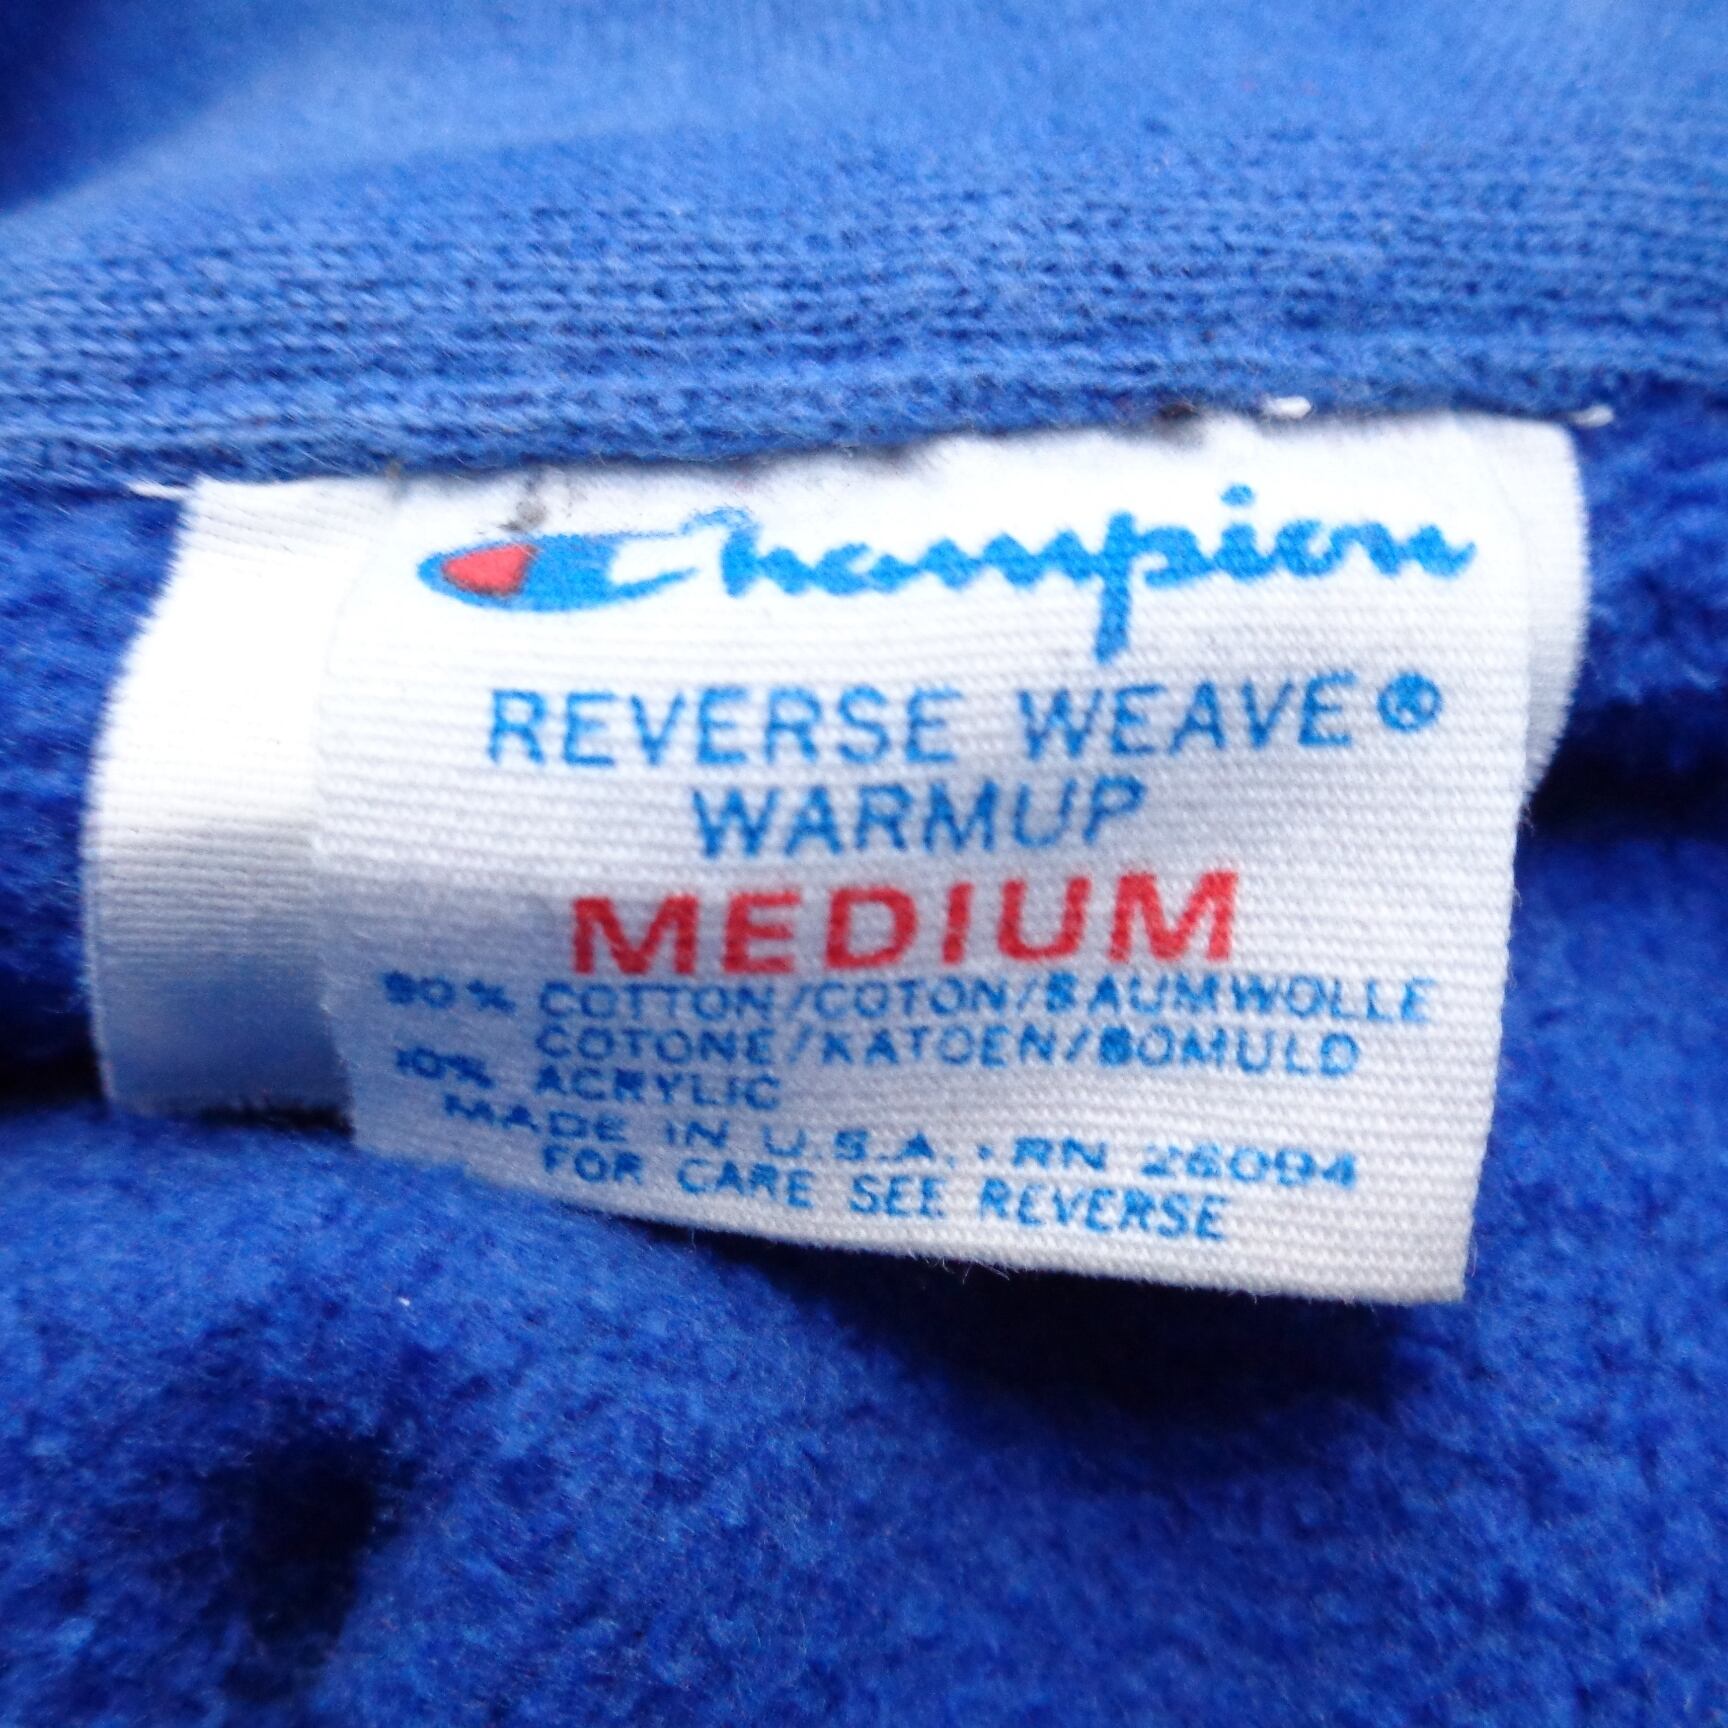 Champion
REVERSE WEAVE®
WARMUP
MEDIUM
90% COTTON/COTON/BAUMWOLLE
COTONE/KATOEN/BOMULD
10% ACRYLIC
MADE IN U.S.A. • RN 26094
FOR CARE SEE REVERSE